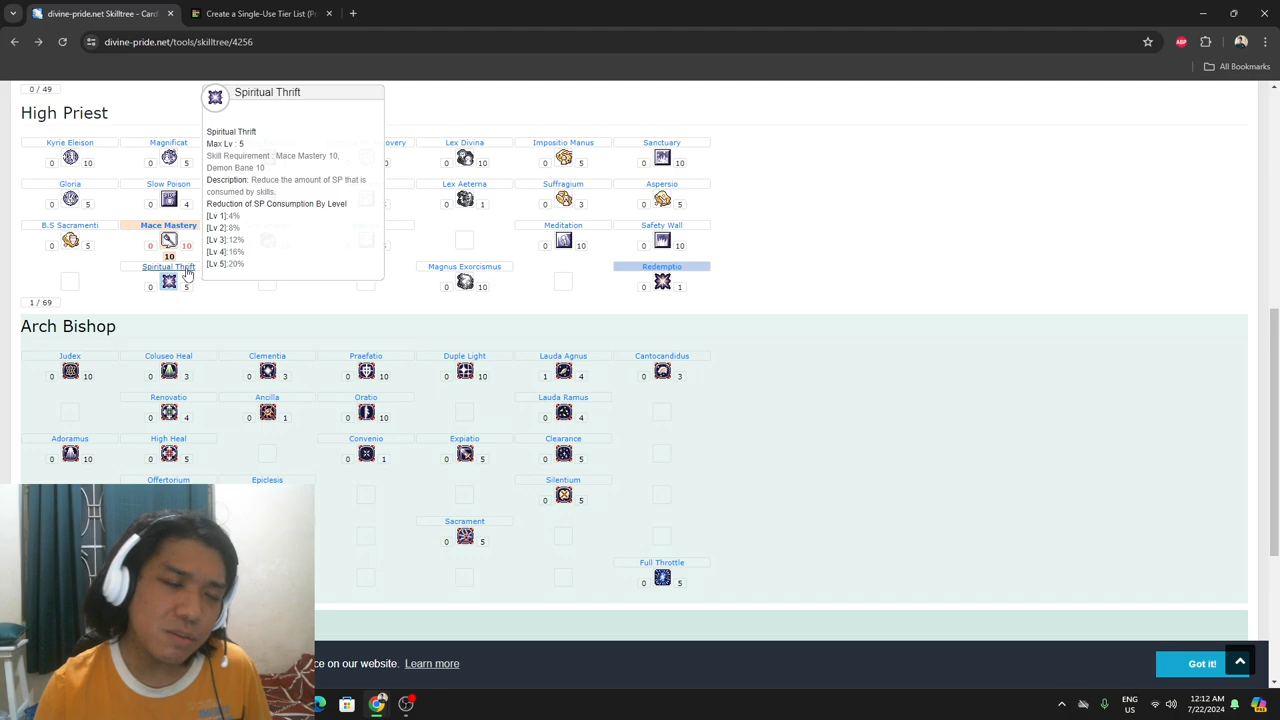 divine-pride.net Skilltree - Card
Create a Single-Use Tier List (P
divine-pride.net/tools/skilltree/4256
All Bookmarks
0 / 49
High Priest
Spiritual Thrift
Spiritual Thrift
Max Lv : 5
Skill Requirement : Mace Mastery 10,
Demon Bane 10
Description: Reduce the amount of SP that is
consumed by skills.
Reduction of SP Consumption By Level
[Lv 1]:4%
[Lv 2]:8%
[Lv 3]:12%
[Lv 4]:16%
[Lv 5]:20%
Kyrie Eleison Magnificat Lex Divina Impositio Manus Sanctuary
0 10 0 5 0 10 0 5 0 10
Gloria Slow Poison Lex Aeterna Suffragium Aspersio
0 5 0 4 0 1 0 3 0 5
B.S Sacramenti Mace Mastery Meditation Safety Wall
0 5 0 10 0 10 0 10
10
Spiritual Thrift Magnus Exorcismus Redemptio
0 5 0 10 0 1
1 / 69
Arch Bishop
Judex Coluseo Heal Clementia Praefatio Duple Light Lauda Agnus Cantocandidus
0 10 0 3 0 3 0 10 0 10 1 4 0 3
Renovatio Ancilla Oratio Lauda Ramus
0 4 0 1 0 10 0 4
Adoramus High Heal Convenio Expiatio Clearance
0 10 0 5 0 1 0 5 0 5
Offertorium Epiclesis Silentium
0 5
Sacrament
0 5
Full Throttle
0 5
ce on our website. Learn more
Got it!
ENG
US
12:12 AM
7/22/2024